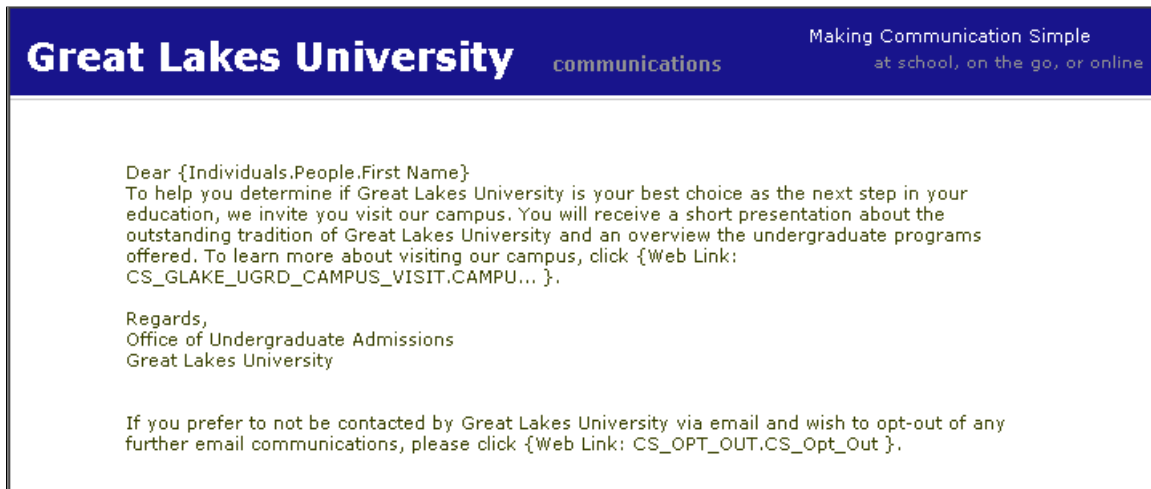 Great Lakes University communications Making Communication Simple
at school, on the go, or online
Dear {Individuals.People.First Name}
To help you determine if Great Lakes University is your best choice as the next step in your
education, we invite you visit our campus. You will receive a short presentation about the
outstanding tradition of Great Lakes University and an overview the undergraduate programs
offered. To learn more about visiting our campus, click {Web Link:
CS_GLAKE_UGRD_CAMPUS_VISIT.CAMPU... }.
Regards,
Office of Undergraduate Admissions
Great Lakes University
If you prefer to not be contacted by Great Lakes University via email and wish to opt-out of any
further email communications, please click {Web Link: CS_OPT_OUT.CS_Opt_Out }.